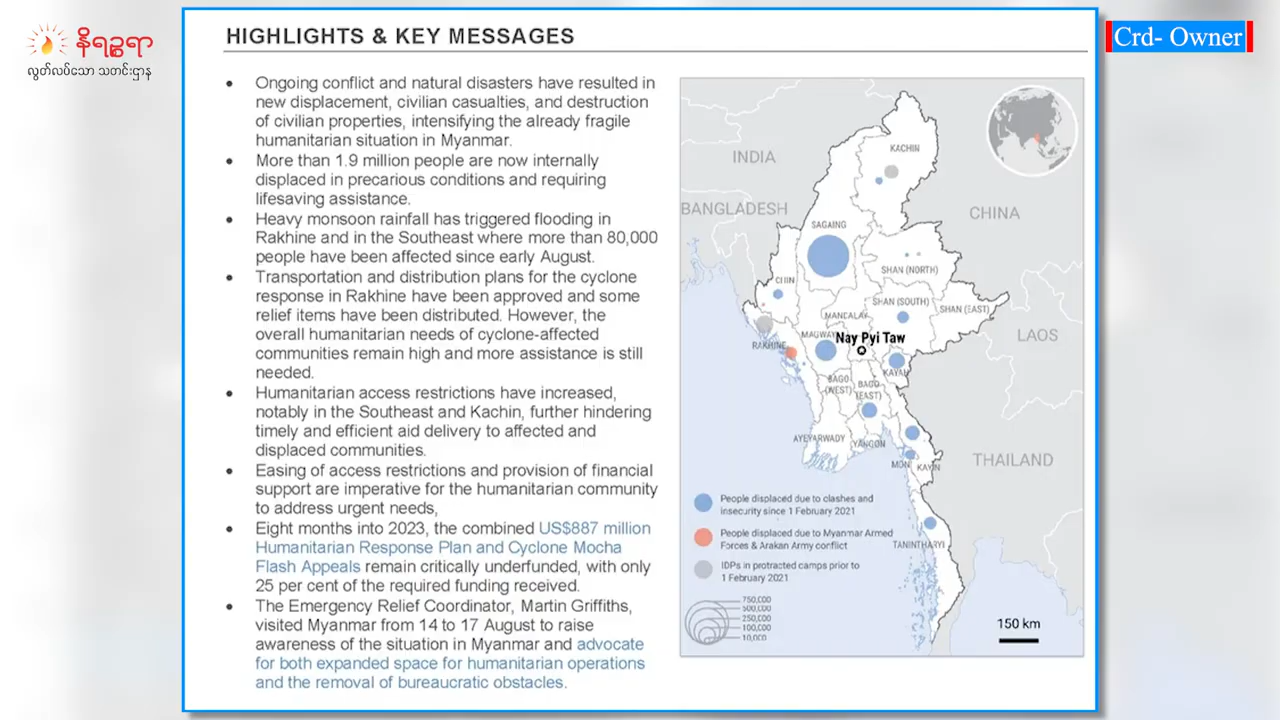 နိရဉ္စရာ
လွတ်လပ်သော သတင်းဌာန
Crd- Owner
HIGHLIGHTS & KEY MESSAGES
• Ongoing conflict and natural disasters have resulted in
new displacement, civilian casualties, and destruction
of civilian properties, intensifying the already fragile
humanitarian situation in Myanmar.
• More than 1.9 million people are now internally
displaced in precarious conditions and requiring
lifesaving assistance.
• Heavy monsoon rainfall has triggered flooding in
Rakhine and in the Southeast where more than 80,000
people have been affected since early August.
• Transportation and distribution plans for the cyclone
response in Rakhine have been approved and some
relief items have been distributed. However, the
overall humanitarian needs of cyclone-affected
communities remain high and more assistance is still
needed.
• Humanitarian access restrictions have increased,
notably in the Southeast and Kachin, further hindering
timely and efficient aid delivery to affected and
displaced communities.
• Easing of access restrictions and provision of financial
support are imperative for the humanitarian community
to address urgent needs,
• Eight months into 2023, the combined US$887 million
Humanitarian Response Plan and Cyclone Mocha
Flash Appeals remain critically underfunded, with only
25 per cent of the required funding received.
• The Emergency Relief Coordinator, Martin Griffiths,
visited Myanmar from 14 to 17 August to raise
awareness of the situation in Myanmar and advocate
for both expanded space for humanitarian operations
and the removal of bureaucratic obstacles.
KACHIN
INDIA
BANGLADESH
CHINA
SAGAING
SHAN (NORTH)
CHIN
SHAN (SOUTH)
SHAN (EAST)
MANDALAY
LAOS
MAGWAY
Nay Pyi Taw
RAKHINE
KAYAH
BAGO
(WEST)
BAGO
(EAST)
AYEYARWADY
YANGON
THAILAND
MON
KAYIN
People displaced due to clashes and
insecurity since 1 February 2021
People displaced due to Myanmar Armed
Forces & Arakan Army conflict
TANINTHARYI
IDPs in protracted camps prior to
1 February 2021
750,000
500,000
250,000
100,000
10,000
150 km